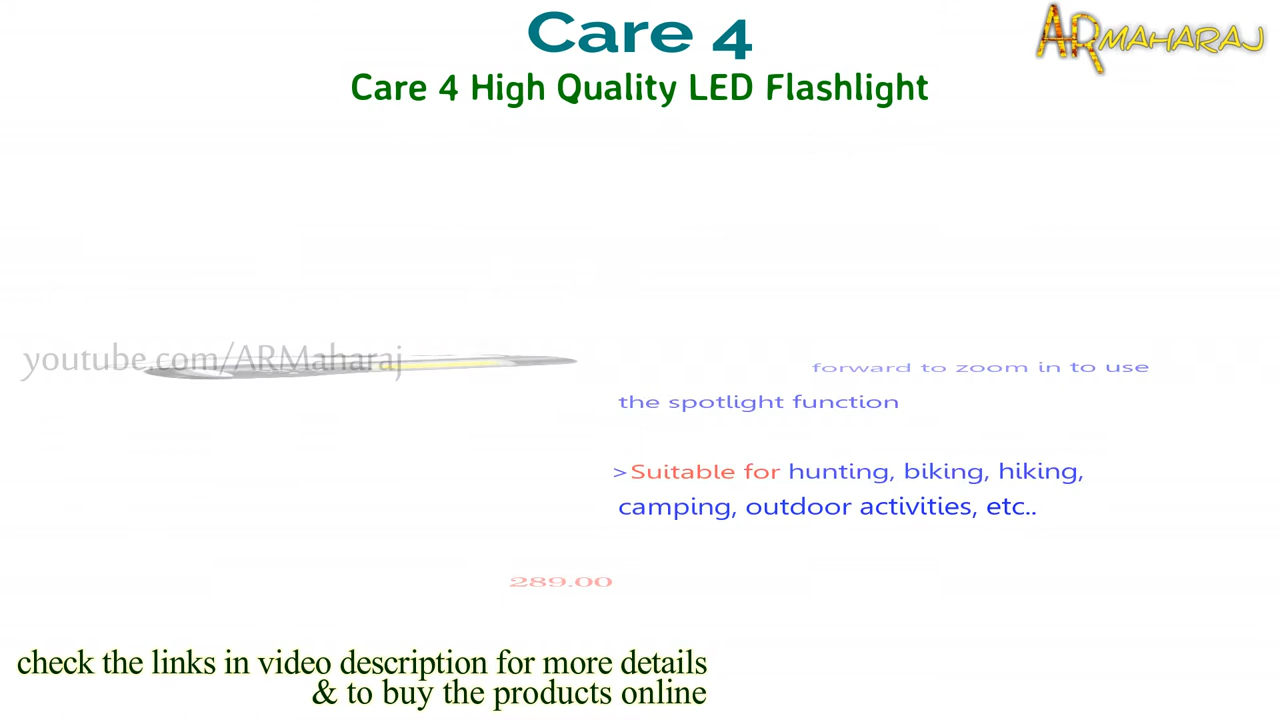 Care 4
ARMAHARAJ
Care 4 High Quality LED Flashlight
youtube.com/ARMaharaj
forward to zoom in to use
the spotlight function
>Suitable for hunting, biking, hiking,
camping, outdoor activities, etc..
289.00
check the links in video description for more details
& to buy the products online